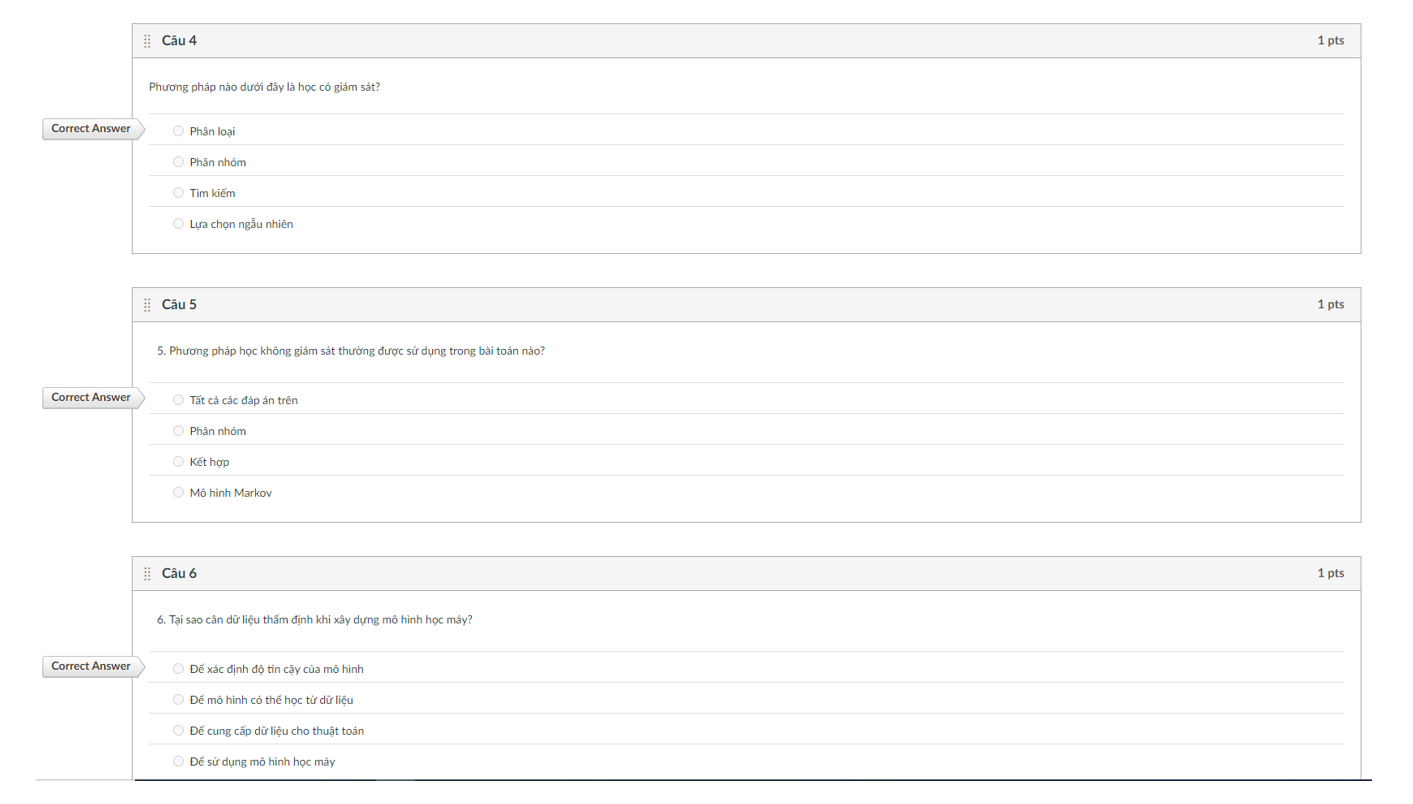 Câu 4
1 pts
Phương pháp nào dưới đây là học có giám sát?
Correct Answer
Phân loại
Phân nhóm
Tìm kiếm
Lựa chọn ngẫu nhiên
Câu 5
1 pts
5. Phương pháp học không giám sát thường được sử dụng trong bài toán nào?
Correct Answer
Tất cả các đáp án trên
Phân nhóm
Kết hợp
Mô hình Markov
Câu 6
1 pts
6. Tại sao cần dữ liệu thẩm định khi xây dựng mô hình học máy?
Correct Answer
Để xác định độ tin cậy của mô hình
Để mô hình có thể học từ dữ liệu
Để cung cấp dữ liệu cho thuật toán
Để sử dụng mô hình học máy